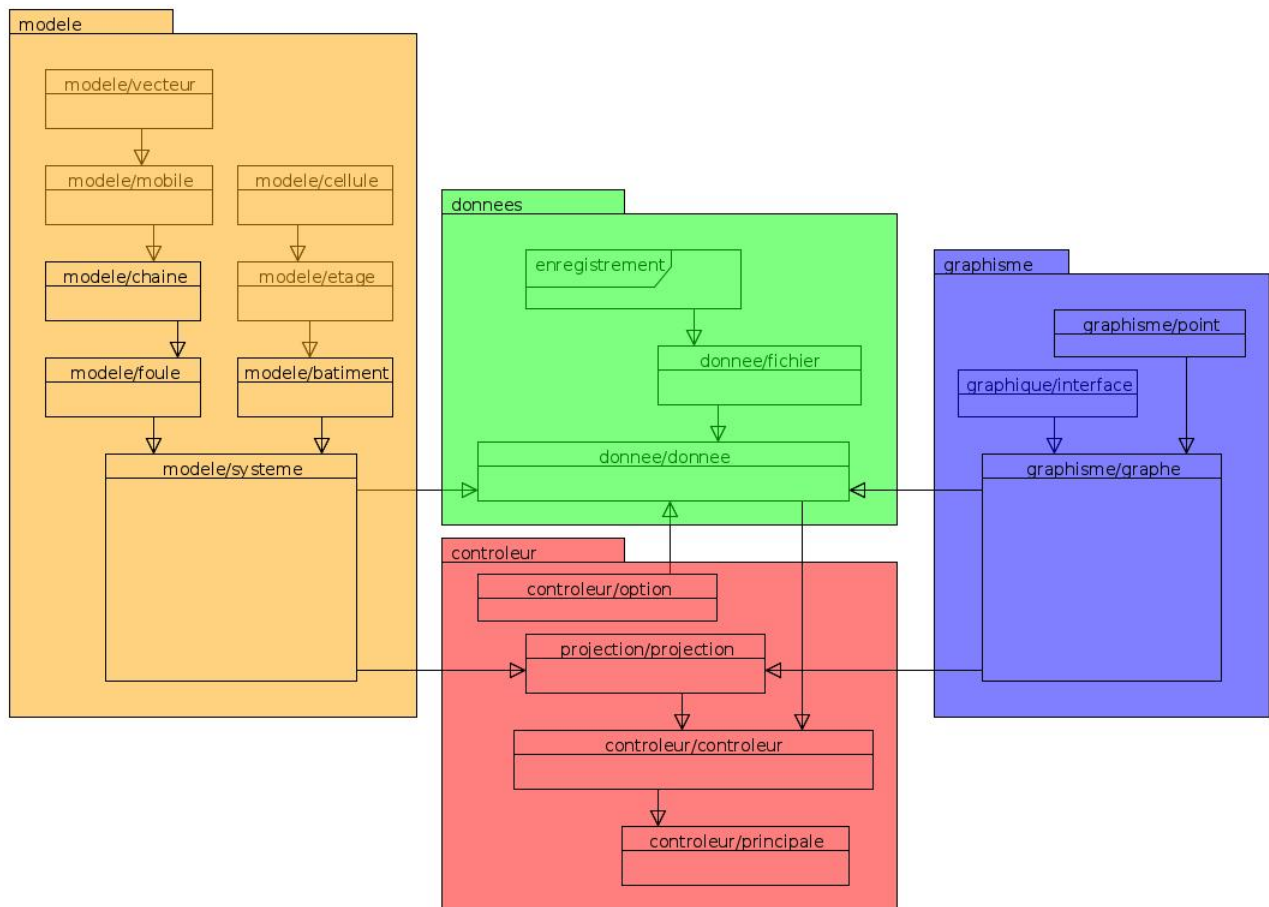 modele
modele/vecteur
modele/mobile
modele/cellule
modele/chaine
modele/etage
modele/foule
modele/batiment
modele/systeme
donnees
enregistrement
donnee/fichier
donnee/donnee
controleur
controleur/option
projection/projection
controleur/controleur
controleur/principale
graphisme
graphisme/point
graphique/interface
graphisme/graphe